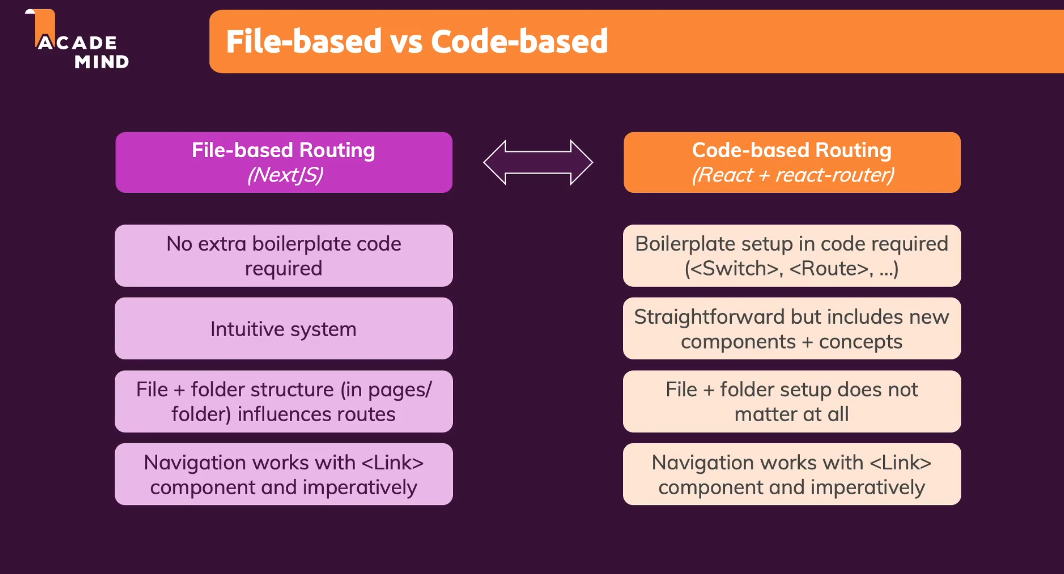 ACADE
MIND
File-based vs Code-based
File-based Routing
(NextJS)
Code-based Routing
(React + react-router)
No extra boilerplate code
required
Boilerplate setup in code required
(<Switch>, <Route>, ...)
Intuitive system
Straightforward but includes new
components + concepts
File + folder structure (in pages/
folder) influences routes
File + folder setup does not
matter at all
Navigation works with <Link>
component and imperatively
Navigation works with <Link>
component and imperatively